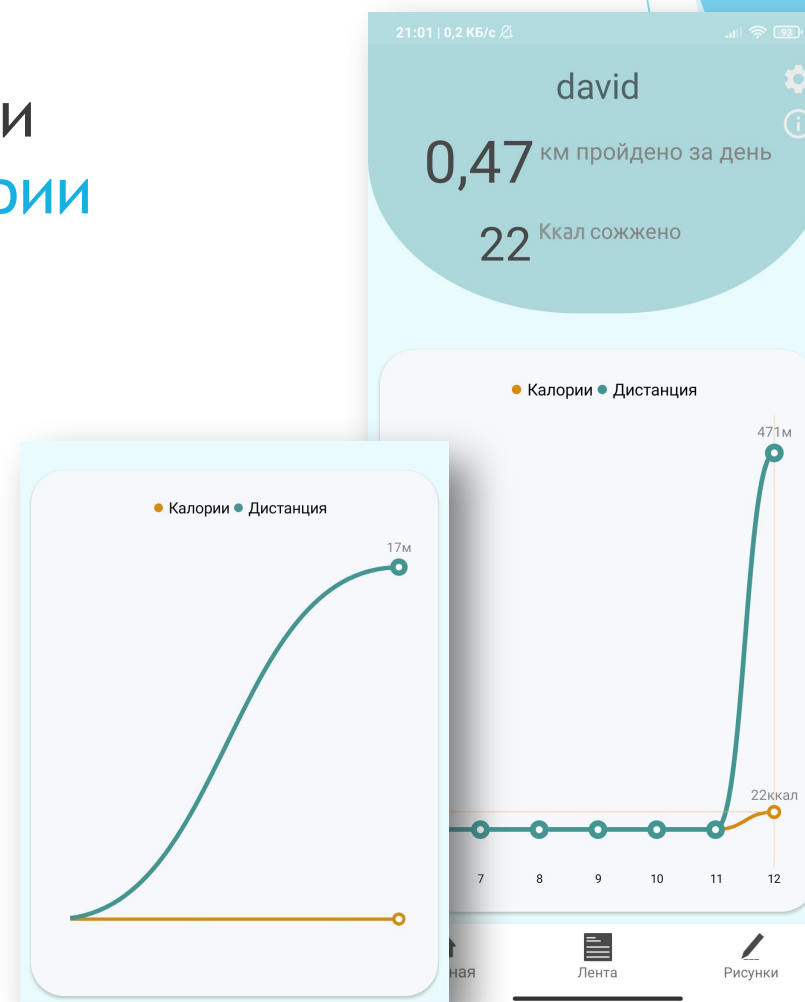 и
рии
21:01 | 0,2 КБ/с
93
david
0,47 км пройдено за день
22 Ккал сожжено
Калории Дистанция
471м
22ккал
7 8 9 10 11 12
ная Лента Рисунки
Калории Дистанция
17м